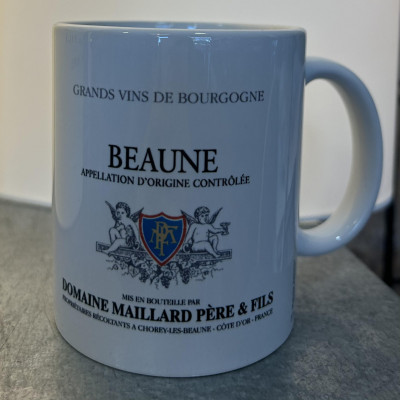 GRANDS VINS DE BOURGOGNE
BEAUNE
APPELLATION D'ORIGINE CONTRÔLÉE
MIS EN BOUTEILLE PAR
DOMAINE MAILLARD PÈRE & FILS
PROPRIÉTAIRES RÉCOLTANTS A CHOREY-LES-BEAUNE - CÔTE D'OR - FRANCE